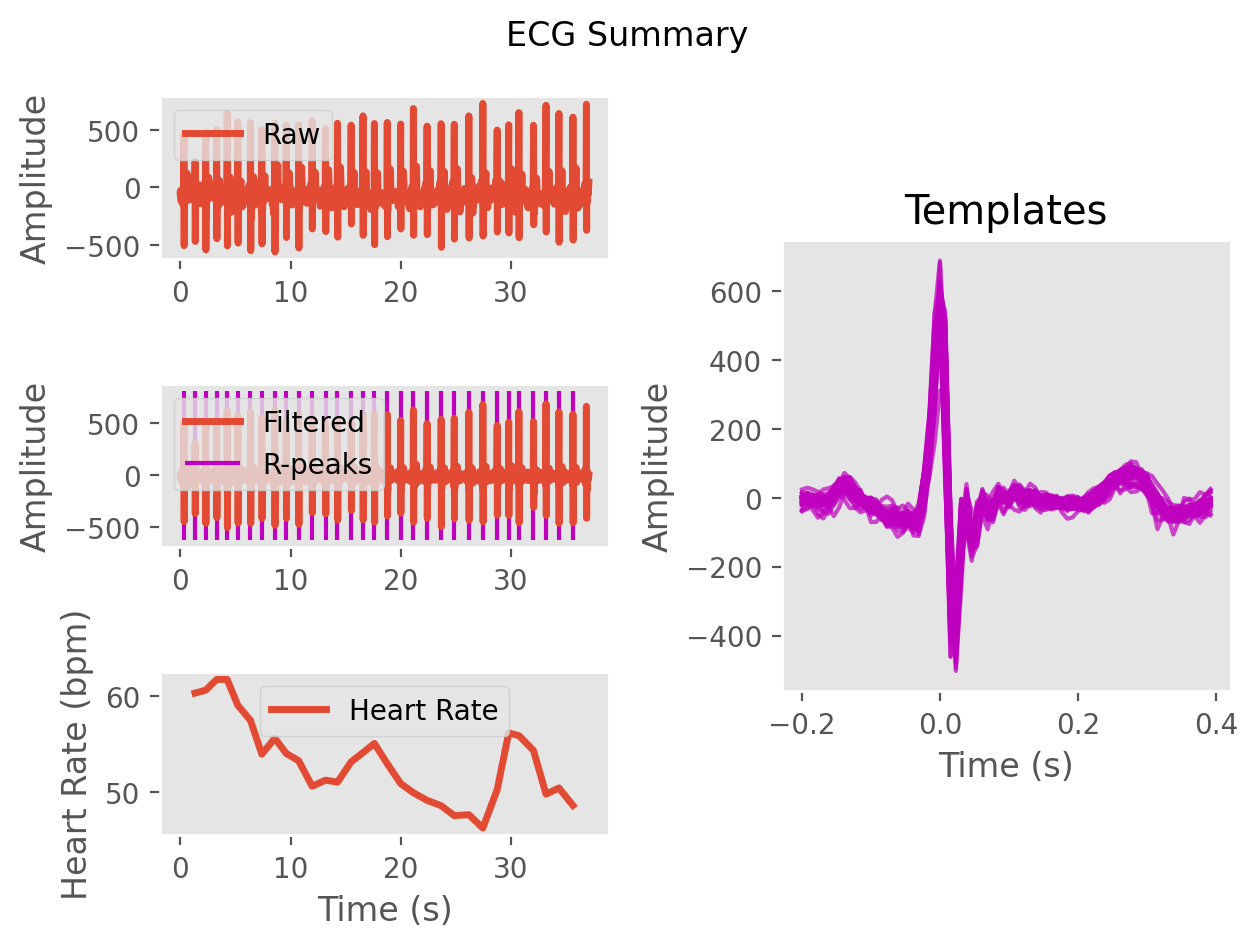 ECG Summary
Amplitude
500
0
−500
Raw
0 10 20 30
Amplitude
500
0
−500
Filtered
R-peaks
0 10 20 30
Heart Rate (bpm)
60
50
Heart Rate
0 10 20 30
Time (s)
Templates
Amplitude
600
400
200
0
−200
−400
−0.2 0.0 0.2 0.4
Time (s)